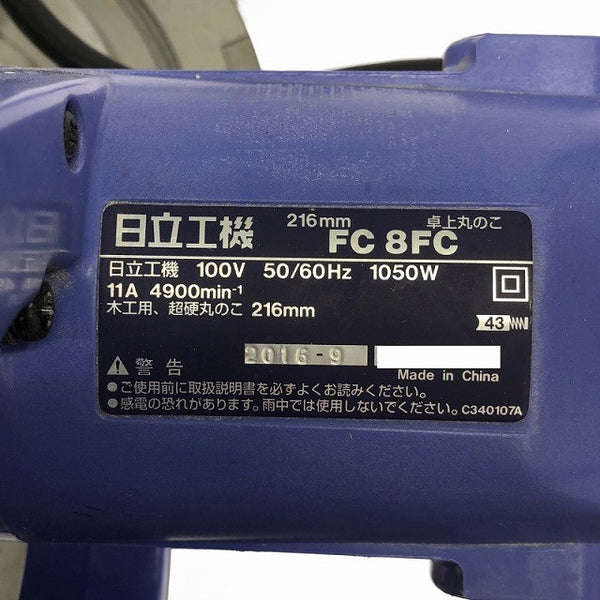 216mm 卓上丸のこ
日立工機 FC 8FC
日立工機 100V 50/60Hz 1050W
11A 4900min⁻¹
木工用、超硬丸のこ 216mm
43
2016-9
Made in China
警告
●ご使用前に取扱説明書を必ずよくお読みください。
●感電の恐れがあります。雨中では使用しないでください。 C340107A